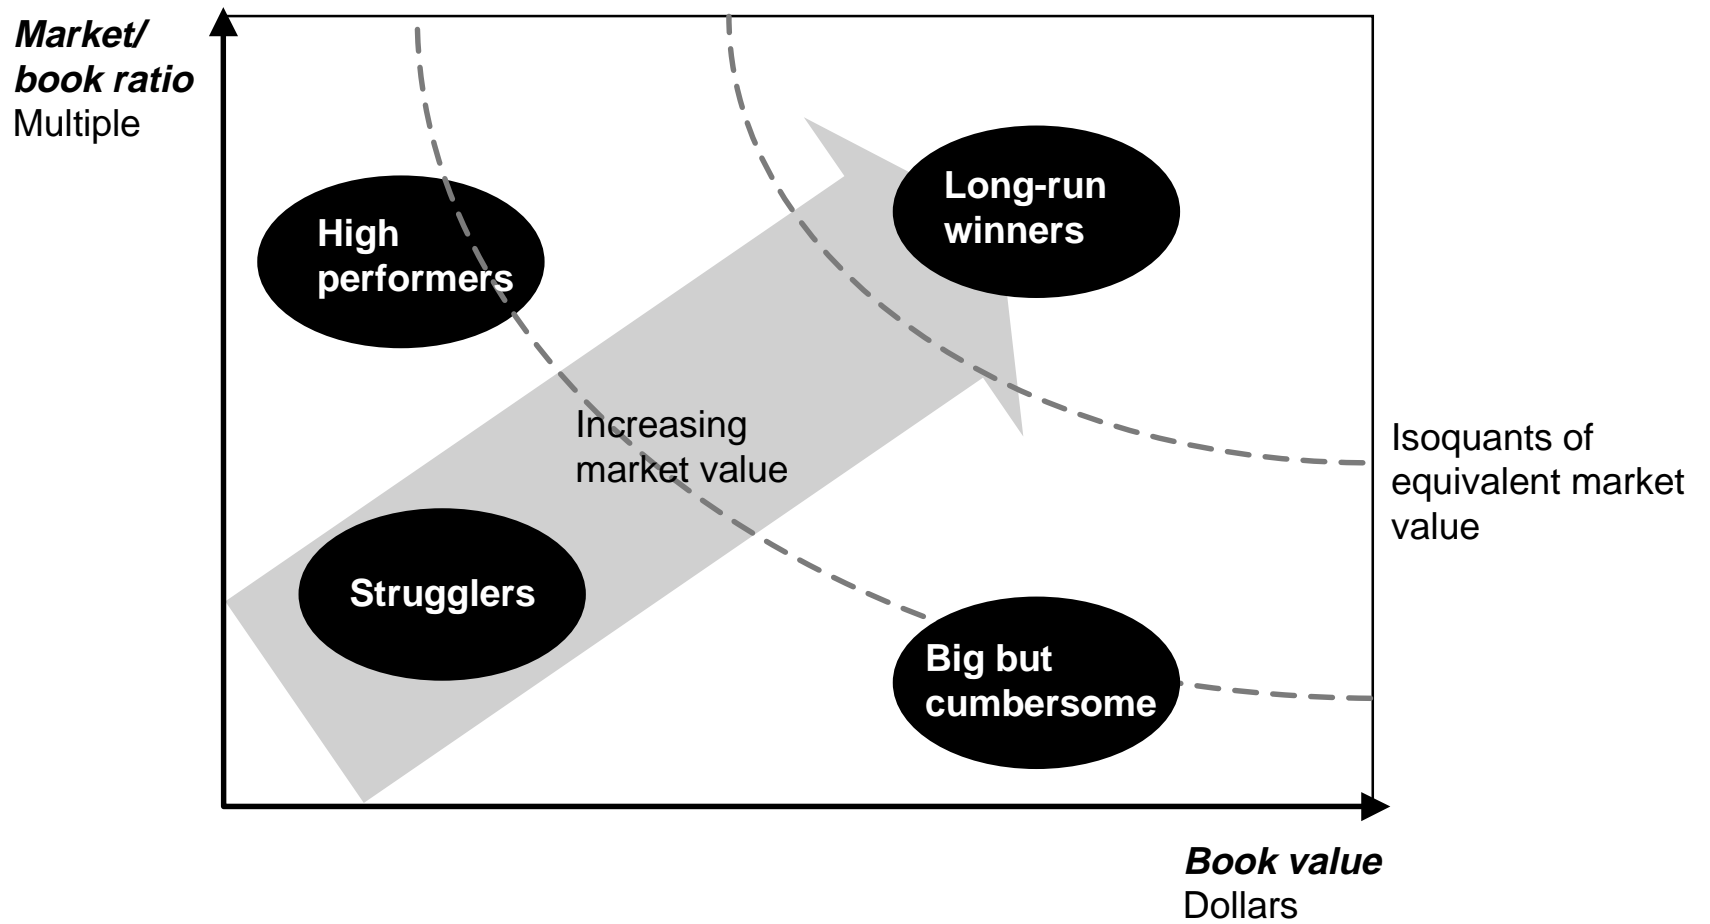 Market/
book ratio
Multiple
Long-run
winners
High
performers
Increasing
market value
Isoquants of
equivalent market
value
Strugglers
Big but
cumbersome
Book value
Dollars